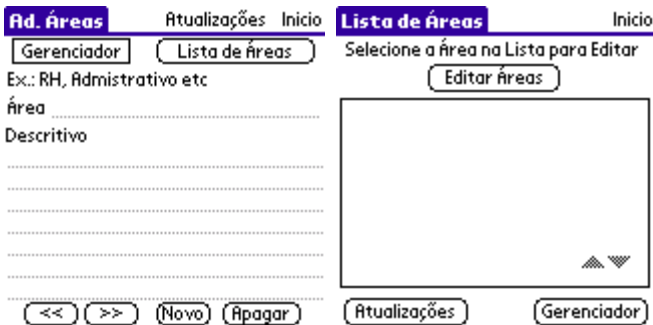 Ad. Áreas Atualizações Inicio
Gerenciador Lista de Áreas
Ex.: RH, Admistrativo etc
Área
Descritivo
<< >> Novo Apagar
Lista de Áreas Inicio
Selecione a Área na Lista para Editar
Editar Áreas
Atualizações Gerenciador